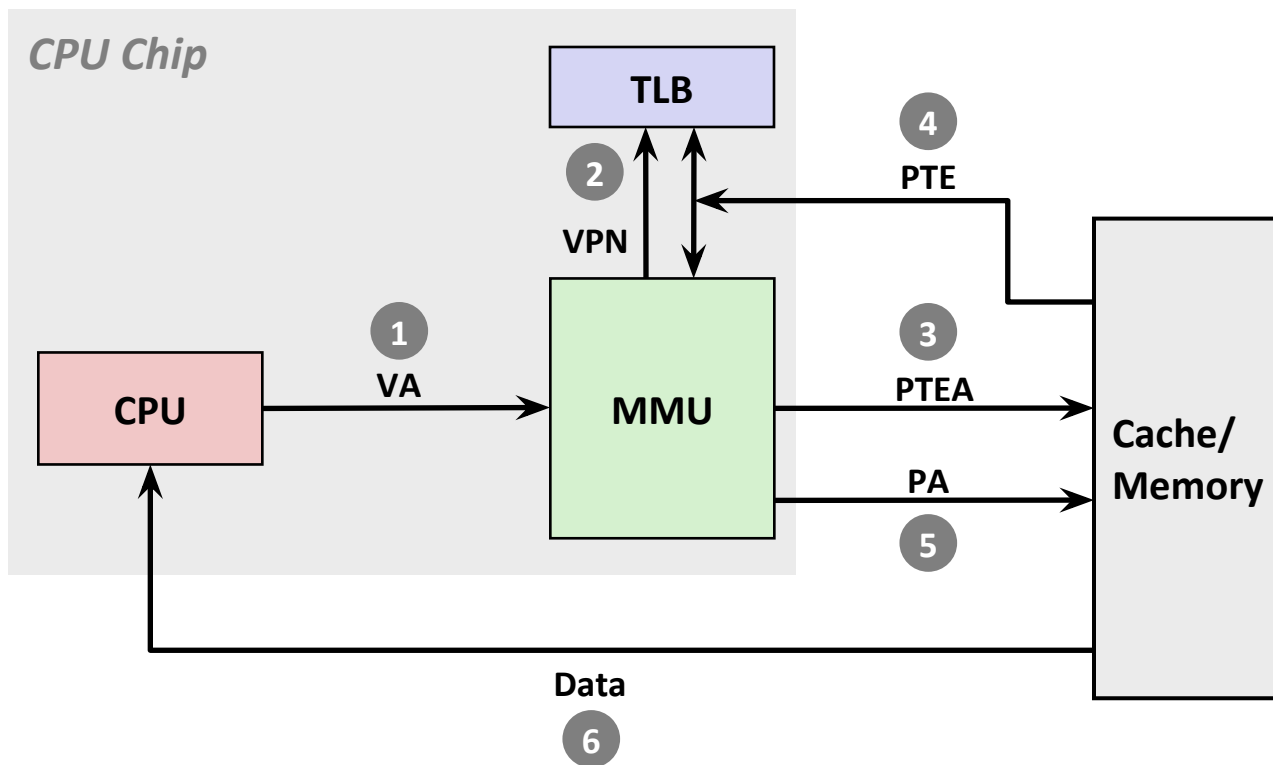 CPU Chip
TLB
4
2
PTE
VPN
1
3
VA
PTEA
CPU
MMU
Cache/
Memory
PA
5
Data
6